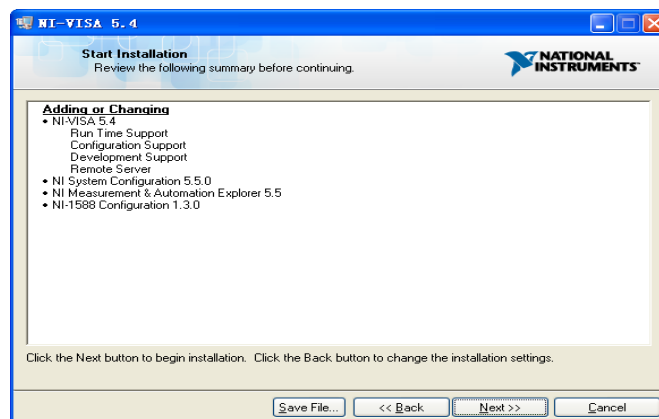 NI-VISA 5.4
Start Installation
Review the following summary before continuing.
NATIONAL
INSTRUMENTS
Adding or Changing
• NI-VISA 5.4
Run Time Support
Configuration Support
Development Support
Remote Server
• NI System Configuration 5.5.0
• NI Measurement & Automation Explorer 5.5
• NI-1588 Configuration 1.3.0
Click the Next button to begin installation.  Click the Back button to change the installation settings.
Save File... << Back Next >> Cancel